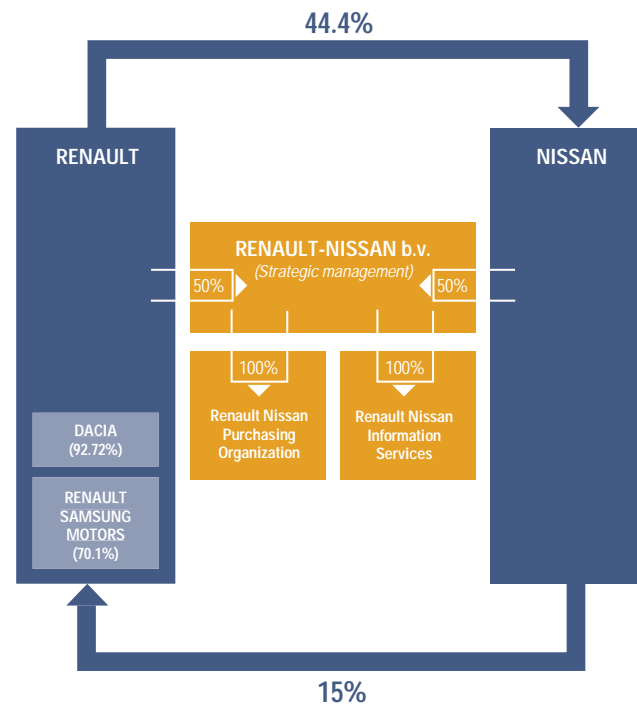 44.4%
RENAULT
NISSAN
RENAULT-NISSAN b.v.
(Strategic management)
50%
50%
100%
100%
Renault Nissan
Purchasing
Organization
Renault Nissan
Information
Services
DACIA
(92.72%)
RENAULT
SAMSUNG
MOTORS
(70.1%)
15%